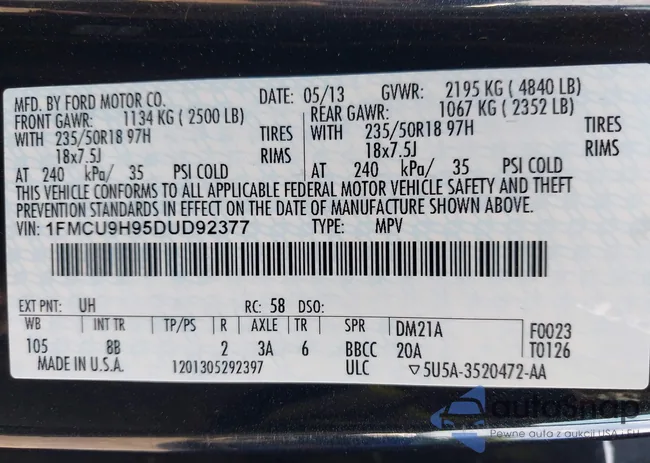 MFD. BY FORD MOTOR CO. DATE: 05/13 GVWR: 2195 KG ( 4840 LB)
FRONT GAWR: 1134 KG ( 2500 LB) REAR GAWR: 1067 KG ( 2352 LB)
WITH 235/50R18 97H TIRES WITH 235/50R18 97H TIRES
18x7.5J RIMS 18x7.5J RIMS
AT 240 kPa/ 35 PSI COLD AT 240 kPa/ 35 PSI COLD
THIS VEHICLE CONFORMS TO ALL APPLICABLE FEDERAL MOTOR VEHICLE SAFETY AND THEFT
PREVENTION STANDARDS IN EFFECT ON THE DATE OF MANUFACTURE SHOWN ABOVE.
VIN: 1FMCU9H95DUD92377 TYPE: MPV
EXT PNT: UH RC: 58 DSO:
WB INT TR TP/PS R AXLE TR SPR DM21A F0023
105 8B 2 3A 6 BBCC 20A T0126
MADE IN U.S.A. 1201305292397 ULC ▽5U5A-3520472-AA
autoSnap
Pewne auta z aukcji USA i EU